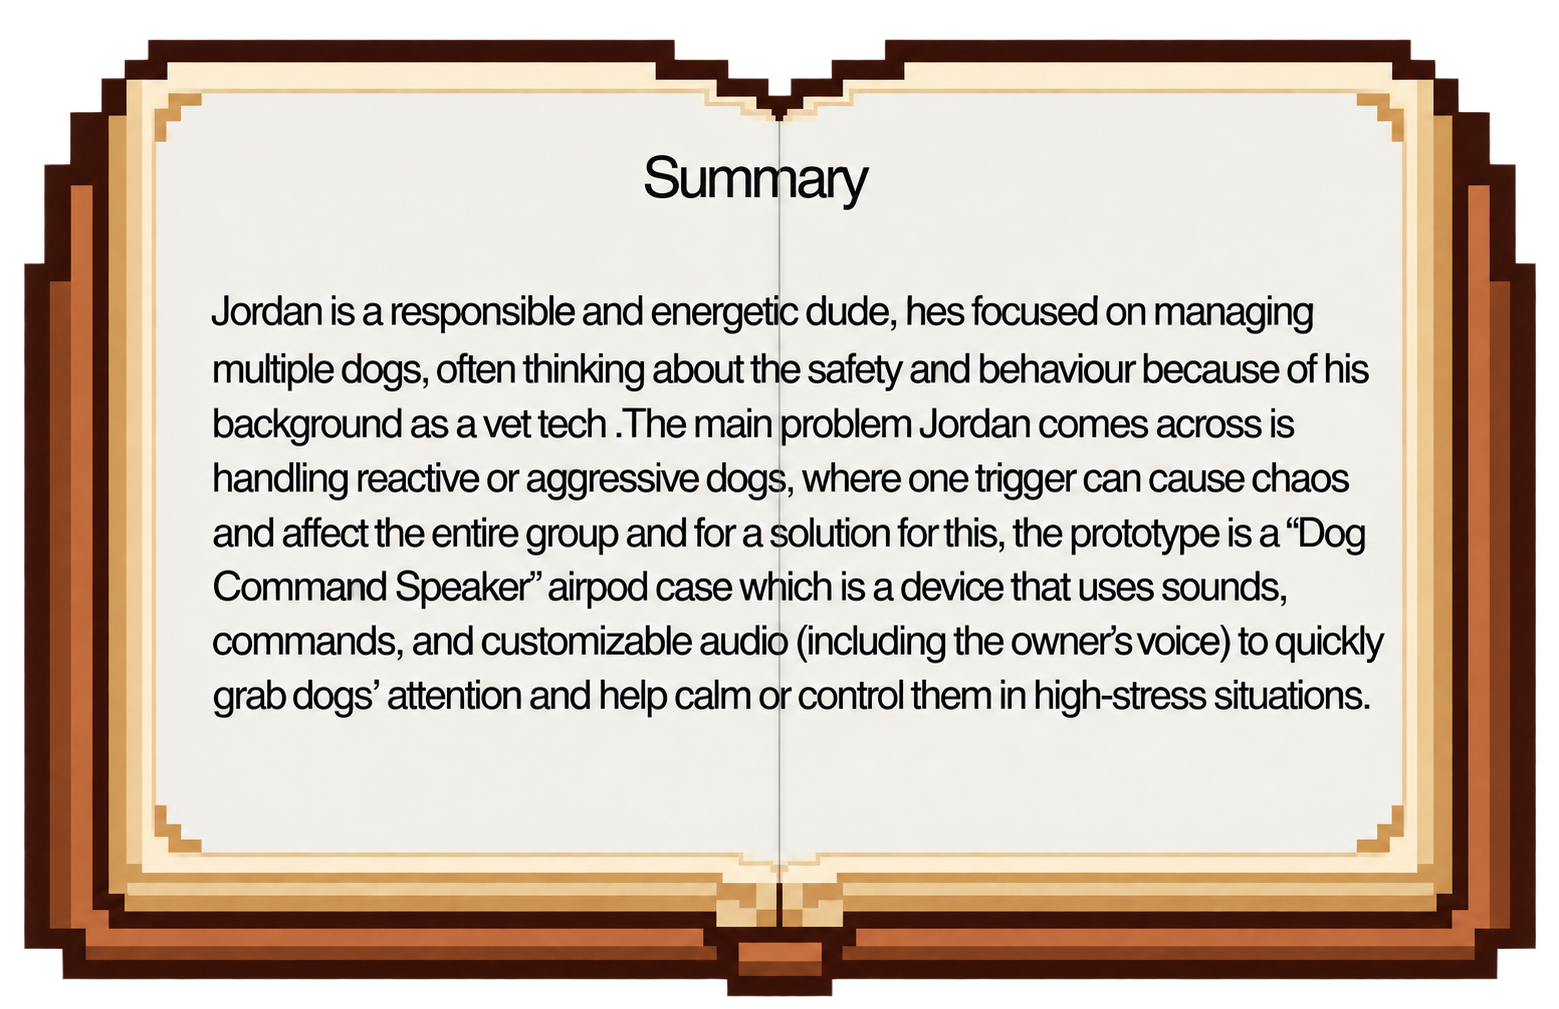 Summary
Jordan is a responsible and energetic dude, hes focused on managing
multiple dogs, often thinking about the safety and behaviour because of his
background as a vet tech .The main problem Jordan comes across is
handling reactive or aggressive dogs, where one trigger can cause chaos
and affect the entire group and for a solution for this, the prototype is a “Dog
Command Speaker” airpod case which is a device that uses sounds,
commands, and customizable audio (including the owner’s voice) to quickly
grab dogs’ attention and help calm or control them in high-stress situations.